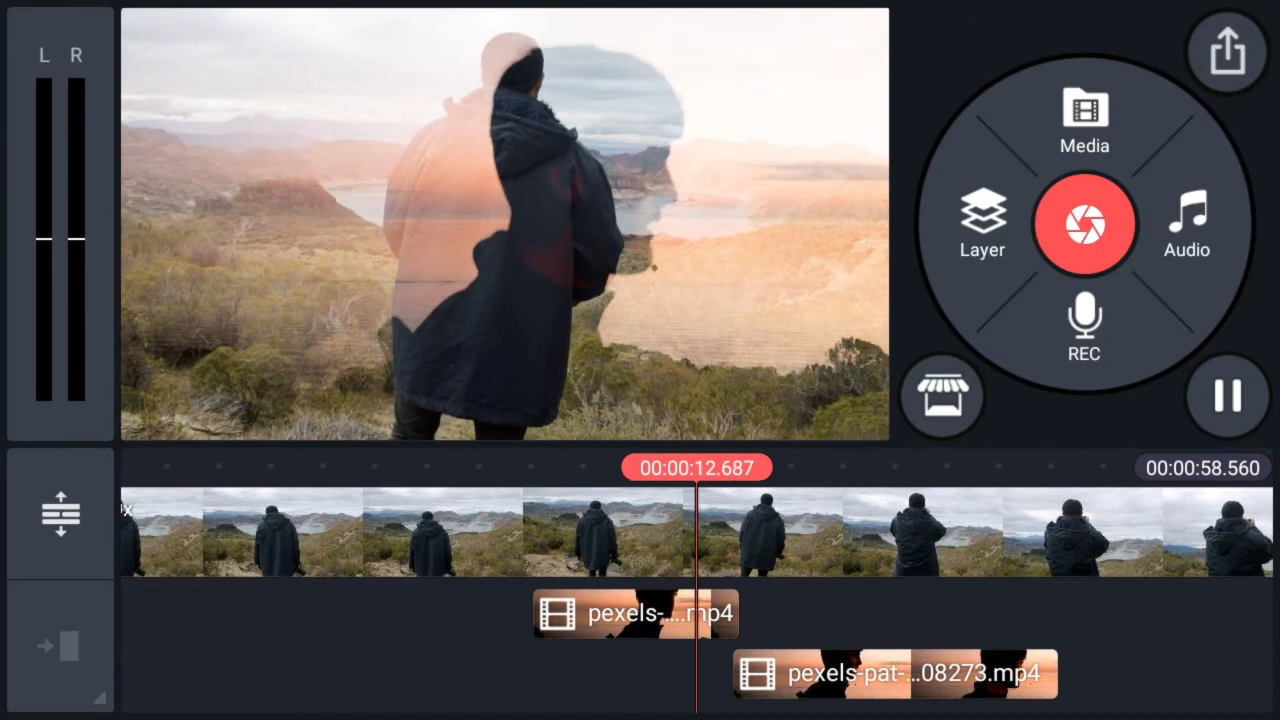 L R
Media
Layer
Audio
REC
00:00:12.687
00:00:58.560
pexels-....mp4
pexels-pat-...08273.mp4